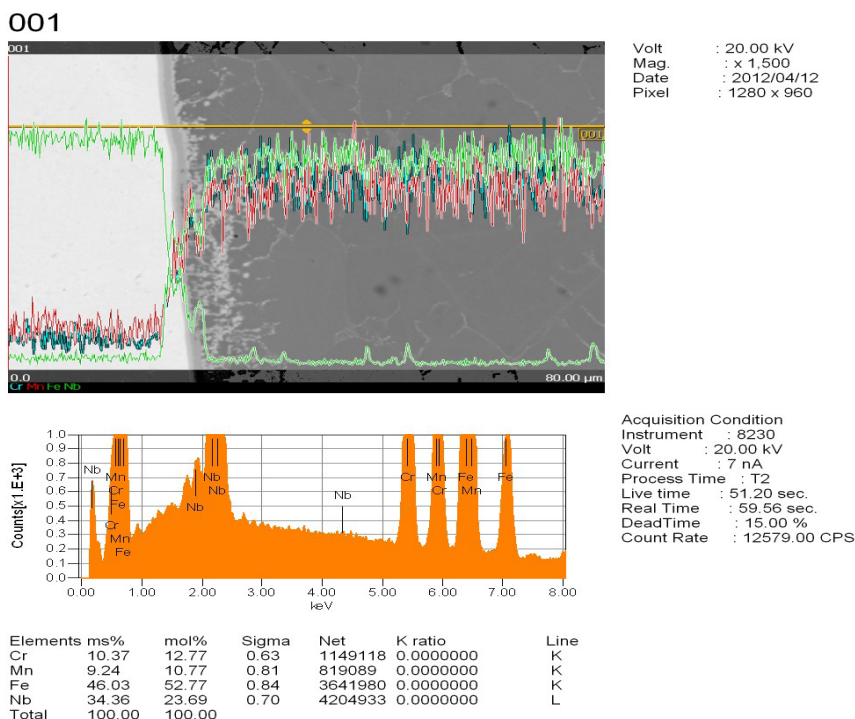 001
001
Volt : 20.00 kV
Mag. : x 1,500
Date : 2012/04/12
Pixel : 1280 x 960
001
0.0 80.00 µm
Cr Mn Fe Nb
Acquisition Condition
Instrument : 8230
Volt : 20.00 kV
Current : 7 nA
Process Time : T2
Live time : 51.20 sec.
Real Time : 59.56 sec.
DeadTime : 15.00 %
Count Rate : 12579.00 CPS
Counts[x1.E+3]
1.0
0.9
0.8
0.7
0.6
0.5
0.4
0.3
0.2
0.1
0.0
Nb
Mn
Cr
Fe
Cr
Mn
Fe
Nb
Nb
Nb
Nb
Cr
Mn
Cr
Fe
Mn
Fe
0.00 1.00 2.00 3.00 4.00 5.00 6.00 7.00 8.00
keV
Elements ms% mol% Sigma Net K ratio Line
Cr 10.37 12.77 0.63 1149118 0.0000000 K
Mn 9.24 10.77 0.81 819089 0.0000000 K
Fe 46.03 52.77 0.84 3641980 0.0000000 K
Nb 34.36 23.69 0.70 4204933 0.0000000 L
Total 100.00 100.00